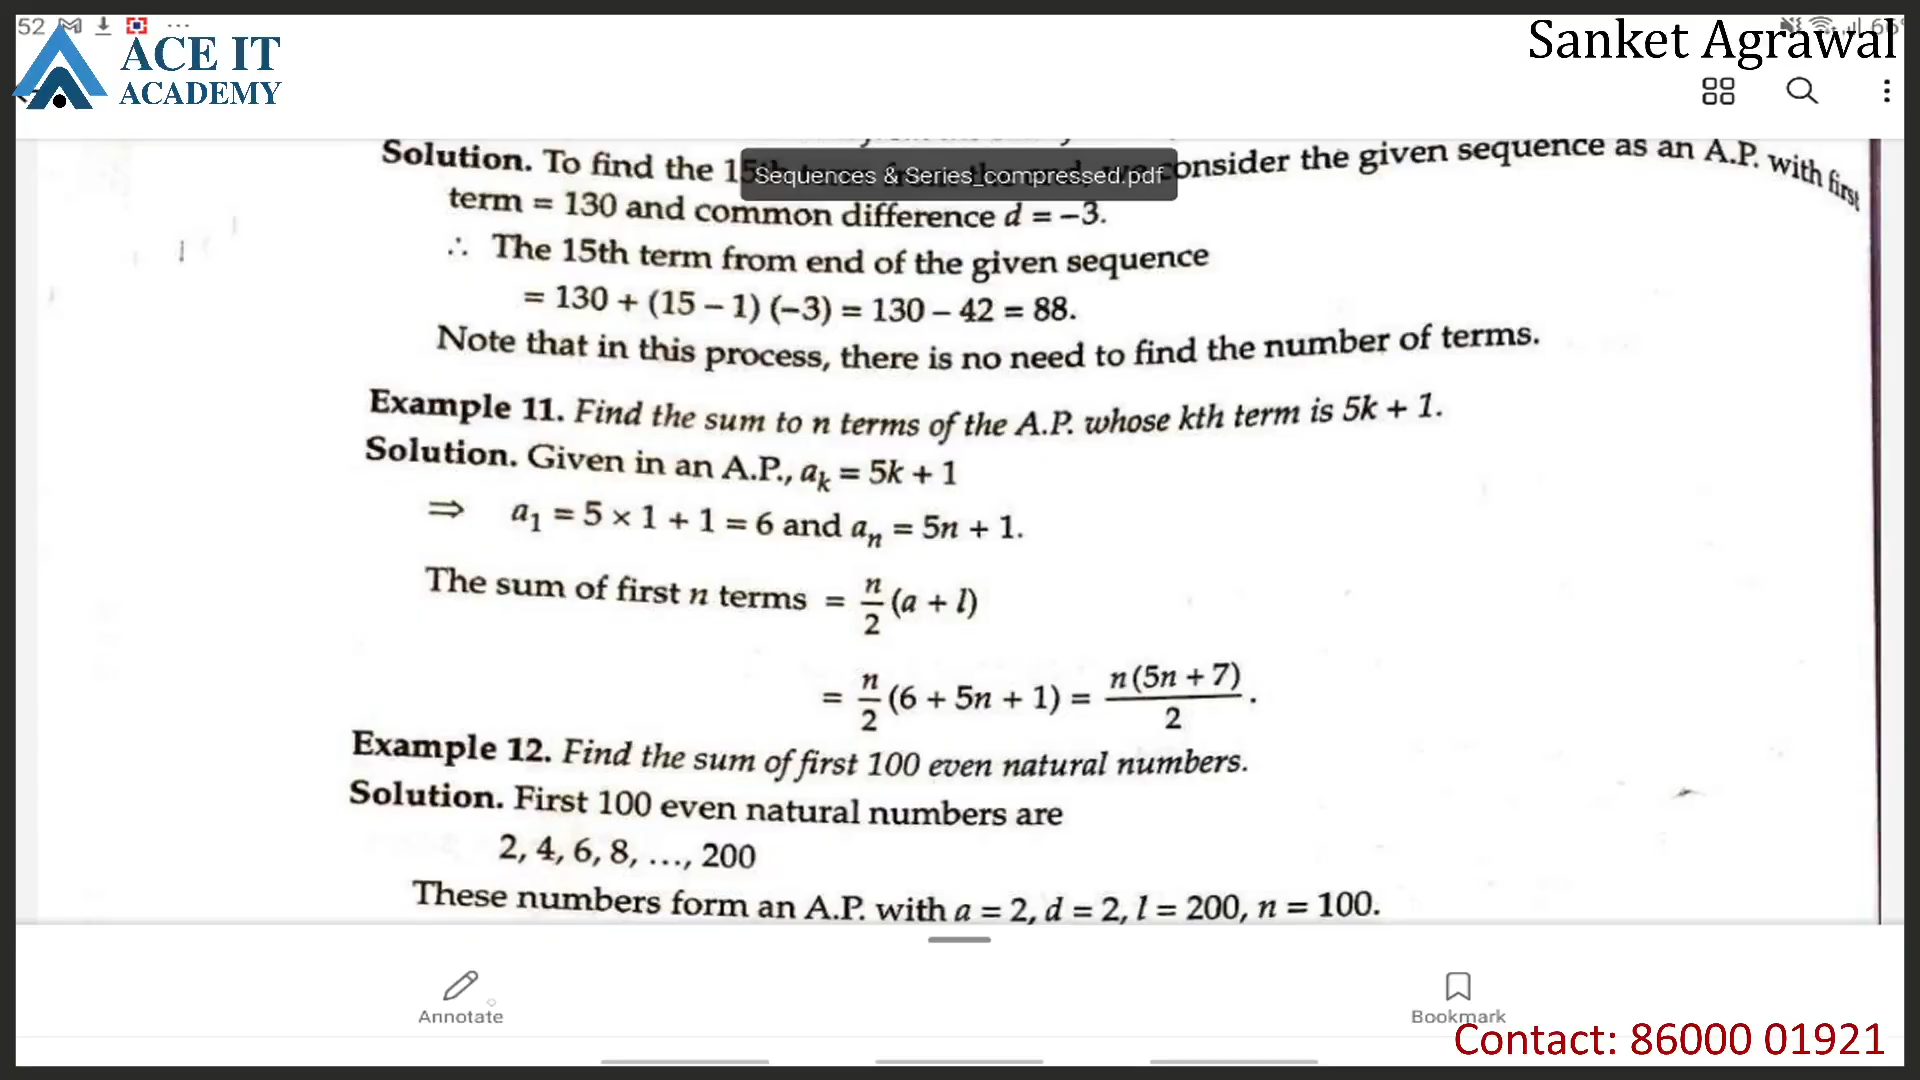 52
ACE IT
ACADEMY
Sanket Agrawal
Solution. To find the 15th consider the given sequence as an A.P. with first
Sequences & Series_compressed.pdf
term = 130 and common difference d = −3.
∴ The 15th term from end of the given sequence
= 130 + (15 − 1) (−3) = 130 − 42 = 88.
Note that in this process, there is no need to find the number of terms.
Example 11. Find the sum to n terms of the A.P. whose kth term is 5k + 1.
Solution. Given in an A.P., aₖ = 5k + 1
⇒ a₁ = 5 × 1 + 1 = 6 and aₙ = 5n + 1.
The sum of first n terms = n/2 (a + l)
= n/2 (6 + 5n + 1) = n(5n + 7)/2.
Example 12. Find the sum of first 100 even natural numbers.
Solution. First 100 even natural numbers are
2, 4, 6, 8, ..., 200
These numbers form an A.P. with a = 2, d = 2, l = 200, n = 100.
Annotate
Bookmark
Contact: 86000 01921